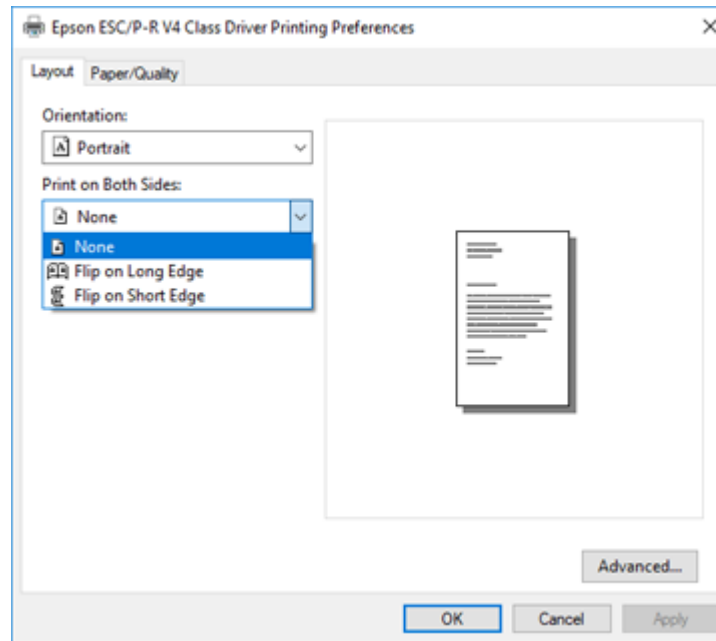 Epson ESC/P-R V4 Class Driver Printing Preferences
Layout
Paper/Quality
Orientation:
Portrait
Print on Both Sides:
None
None
Flip on Long Edge
Flip on Short Edge
Advanced...
OK
Cancel
Apply